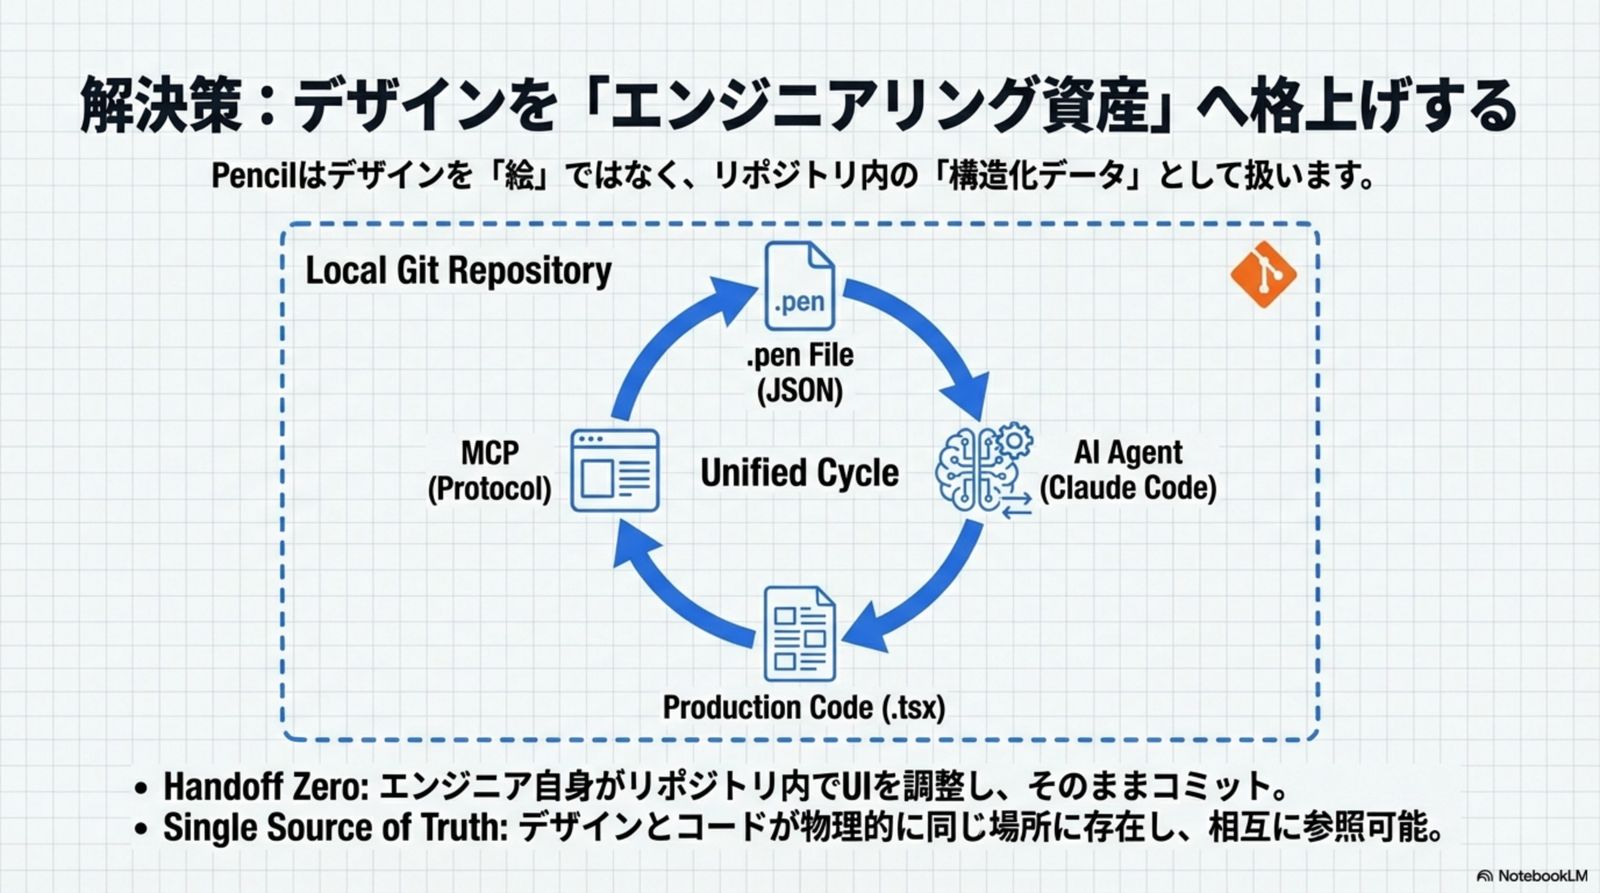 解決策：デザインを「エンジニアリング資産」へ格上げする
Pencilはデザインを「絵」ではなく、リポジトリ内の「構造化データ」として扱います。
Local Git Repository
.pen
.pen File
(JSON)
MCP
(Protocol)
Unified Cycle
AI Agent
(Claude Code)
Production Code (.tsx)
• Handoff Zero: エンジニア自身がリポジトリ内でUIを調整し、そのままコミット。
• Single Source of Truth: デザインとコードが物理的に同じ場所に存在し、相互に参照可能。
NotebookLM